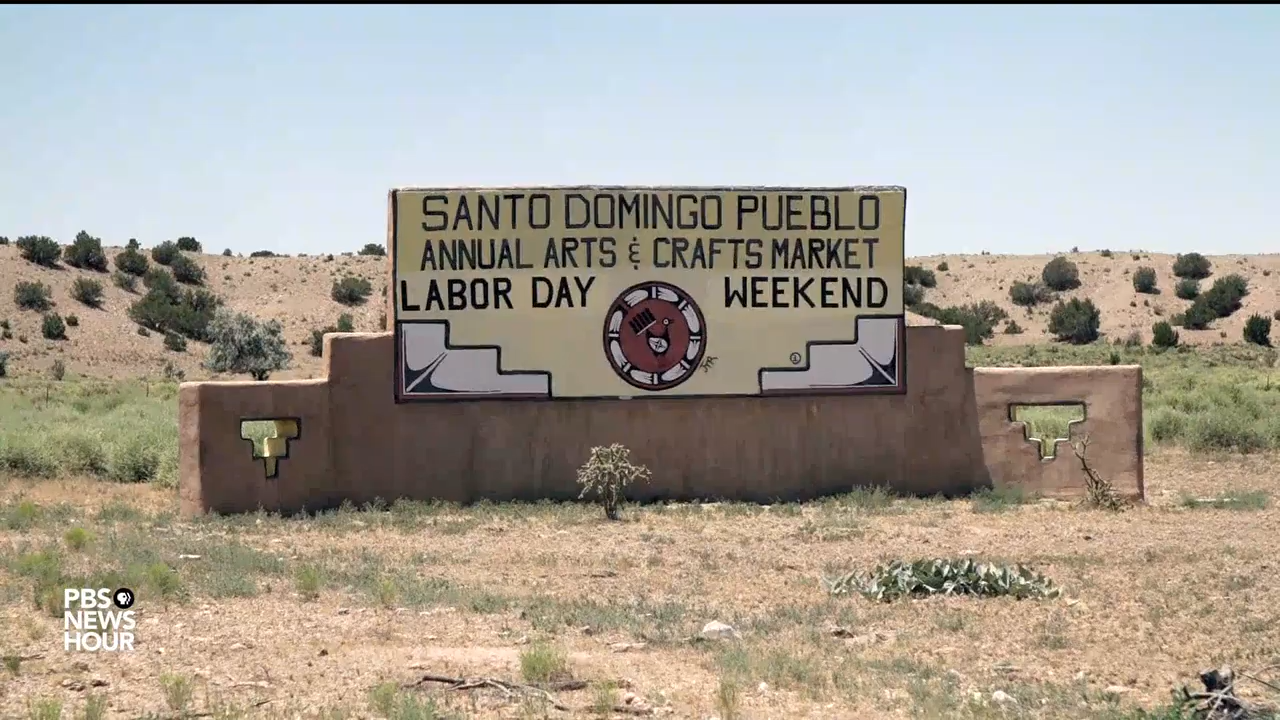 SANTO DOMINGO PUEBLO
ANNUAL ARTS & CRAFTS MARKET
LABOR DAY WEEKEND
PBS
NEWS
HOUR